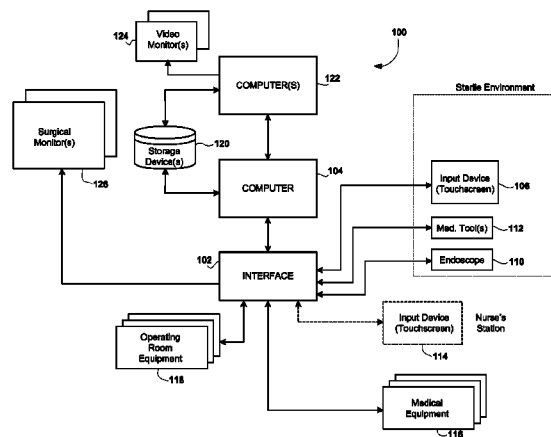 124
Video
Monitor(s)
100
COMPUTER(S)
122
Sterile Environment
Surgical
Monitor(s)
126
120
Storage
Device(s)
104
COMPUTER
Input Device
(Touchscreen)
106
Med. Tool(s)
112
102
INTERFACE
Endoscope
110
Operating
Room
Equipment
118
Input Device
(Touchscreen)
Nurse's
Station
114
Medical
Equipment
116